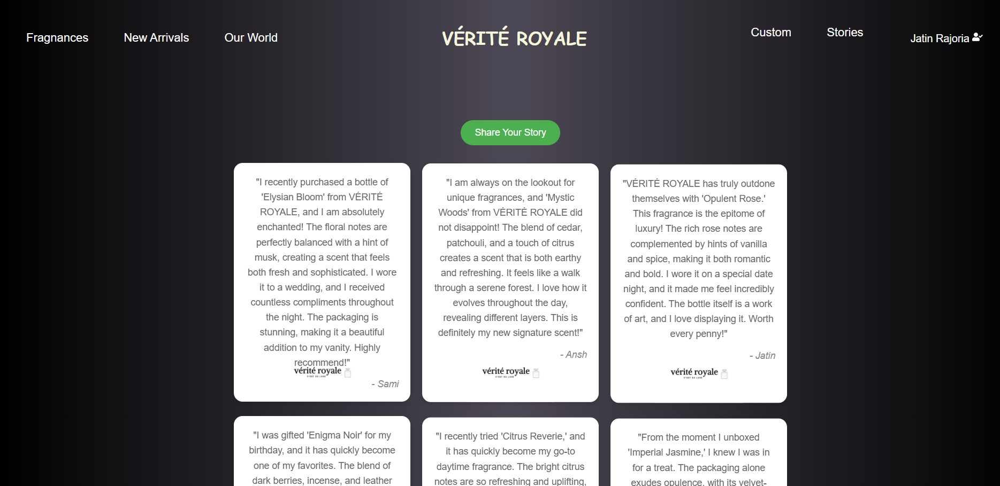 Fragnances
New Arrivals
Our World
VÉRITÉ ROYALE
Custom
Stories
Jatin Rajoria
Share Your Story
"I recently purchased a bottle of
'Elysian Bloom' from VÉRITÉ
ROYALE, and I am absolutely
enchanted! The floral notes are
perfectly balanced with a hint of
musk, creating a scent that feels
both fresh and sophisticated. I wore
it to a wedding, and I received
countless compliments throughout
the night. The packaging is
stunning, making it a beautiful
addition to my vanity. Highly
recommend!"
vérité royale
- Sami
"I am always on the lookout for
unique fragrances, and 'Mystic
Woods' from VÉRITÉ ROYALE did
not disappoint! The blend of cedar,
patchouli, and a touch of citrus
creates a scent that is both earthy
and refreshing. It feels like a walk
through a serene forest. I love how it
evolves throughout the day,
revealing different layers. This is
definitely my new signature scent!"
- Ansh
vérité royale
"VÉRITÉ ROYALE has truly outdone
themselves with 'Opulent Rose.'
This fragrance is the epitome of
luxury! The rich rose notes are
complemented by hints of vanilla
and spice, making it both romantic
and bold. I wore it on a special date
night, and it made me feel incredibly
confident. The bottle itself is a work
of art, and I love displaying it. Worth
every penny!"
- Jatin
vérité royale
"I was gifted 'Enigma Noir' for my
birthday, and it has quickly become
one of my favorites. The blend of
dark berries, incense, and leather
"I recently tried 'Citrus Reverie,' and
it has quickly become my go-to
daytime fragrance. The bright citrus
notes are so refreshing and uplifting,
"From the moment I unboxed
'Imperial Jasmine,' I knew I was in
for a treat. The packaging alone
exudes opulence, with its velvet-